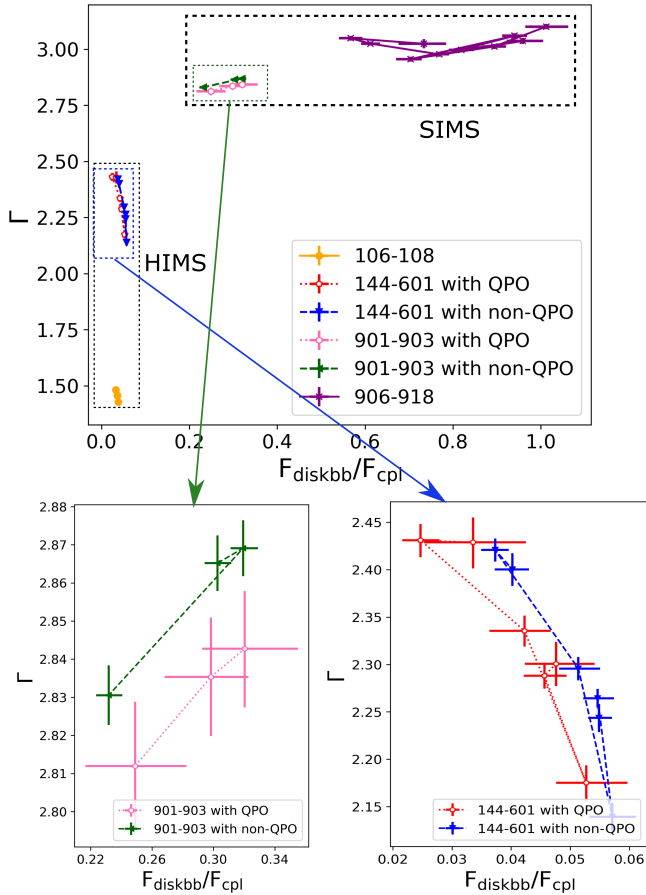 3.00
2.75
2.50
2.25
2.00
1.75
1.50
Γ
SIMS
HIMS
106-108
144-601 with QPO
144-601 with non-QPO
901-903 with QPO
901-903 with non-QPO
906-918
0.0 0.2 0.4 0.6 0.8 1.0
F_diskbb/F_cpl
2.88
2.87
2.86
2.85
2.84
2.83
2.82
2.81
2.80
Γ
901-903 with QPO
901-903 with non-QPO
0.22 0.26 0.30 0.34
F_diskbb/F_cpl
2.45
2.40
2.35
2.30
2.25
2.20
2.15
Γ
144-601 with QPO
144-601 with non-QPO
0.02 0.03 0.04 0.05 0.06
F_diskbb/F_cpl